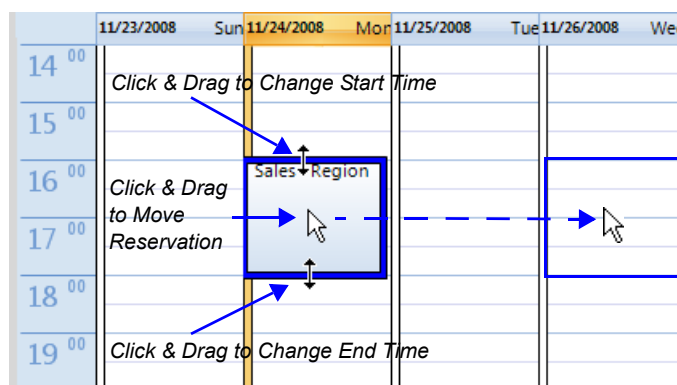 11/23/2008 Sun 11/24/2008 Mon 11/25/2008 Tue 11/26/2008 We
14 00
Click & Drag to Change Start Time
15 00
16 00
Sales Region
Click & Drag
to Move
Reservation
17 00
18 00
19 00
Click & Drag to Change End Time